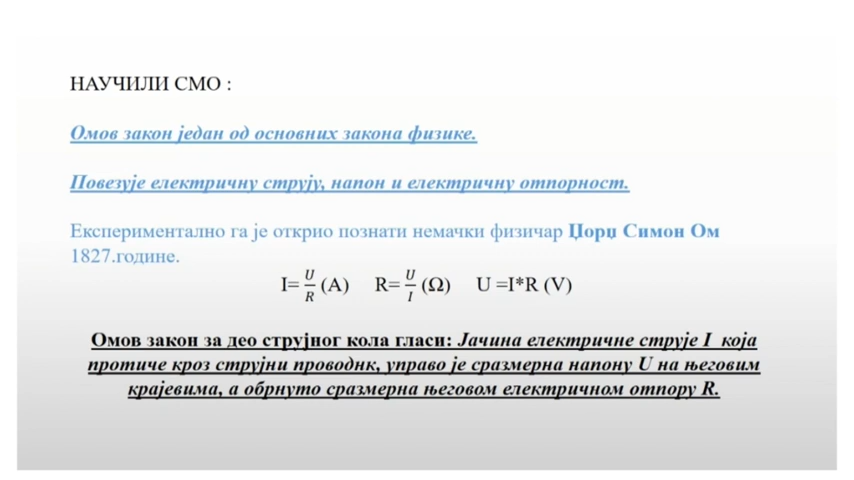 НАУЧИЛИ СМО :
Омов закон један од основних закона физике.
Повезује електричну струју, напон и електричну отпорност.
Експериментално га је открио познати немачки физичар Џорџ Симон Ом
1827.године.
I= U/R (A) R= U/I (Ω) U =I*R (V)
Омов закон за део струјног кола гласи: Јачина електричне струје I која
протиче кроз струјни проводнк, управо је сразмерна напону U на његовим
крајевима, а обрнуто сразмерна његовом електричном отпору R.